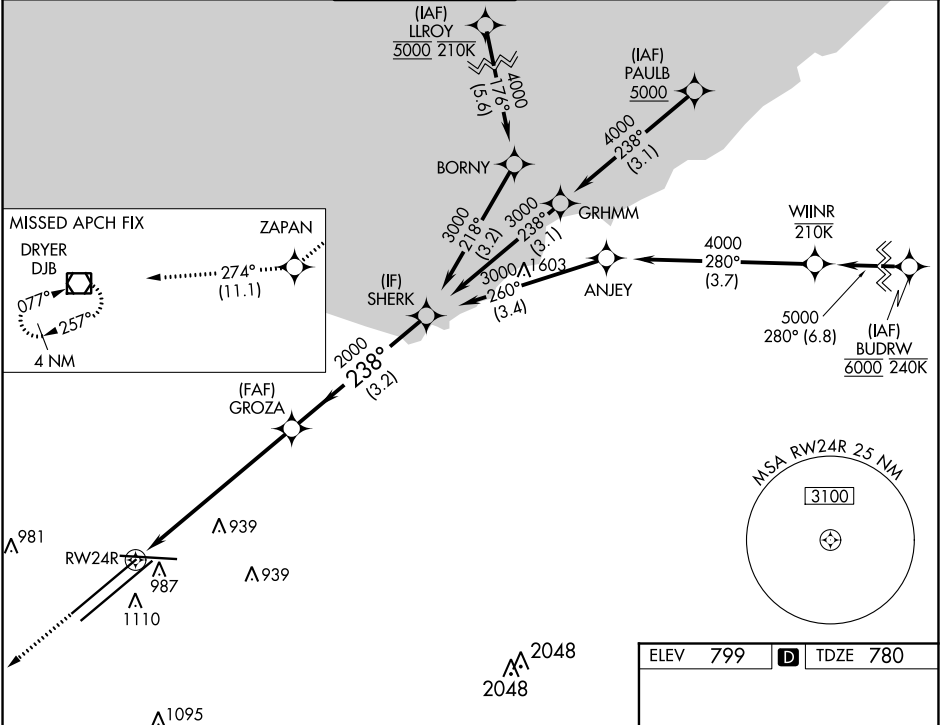 (IAF)
LLROY
5000 210K
4000
176°
(5.6)
(IAF)
PAULB
5000
4000
238°
(3.1)
BORNY
GRHMM
3000
218°
(3.2)
3000
238°
(3.1)
WIINR
210K
4000
280°
(3.7)
ANJEY
3000
1603
260°
(3.4)
5000
280° (6.8)
(IAF)
BUDRW
6000 240K
MISSED APCH FIX
DRYER
DJB
ZAPAN
274°
(11.1)
077°
257°
4 NM
(IF)
SHERK
2000
238°
(3.2)
(FAF)
GROZA
MSA RW24R 25 NM
3100
981
939
RW24R
987
939
1110
2048
2048
1095
ELEV 799 D TDZE 780